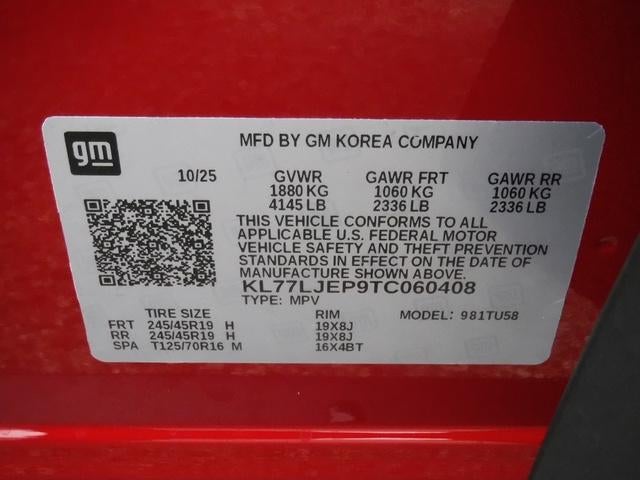 gm
MFD BY GM KOREA COMPANY
10/25 GVWR GAWR FRT GAWR RR
1880 KG 1060 KG 1060 KG
4145 LB 2336 LB 2336 LB
THIS VEHICLE CONFORMS TO ALL
APPLICABLE U.S. FEDERAL MOTOR
VEHICLE SAFETY AND THEFT PREVENTION
STANDARDS IN EFFECT ON THE DATE OF
MANUFACTURE SHOWN ABOVE.
KL77LJEP9TC060408
TYPE: MPV MODEL: 981TU58
TIRE SIZE RIM
FRT 245/45R19 H 19X8J
RR 245/45R19 H 19X8J
SPA T125/70R16 M 16X4BT